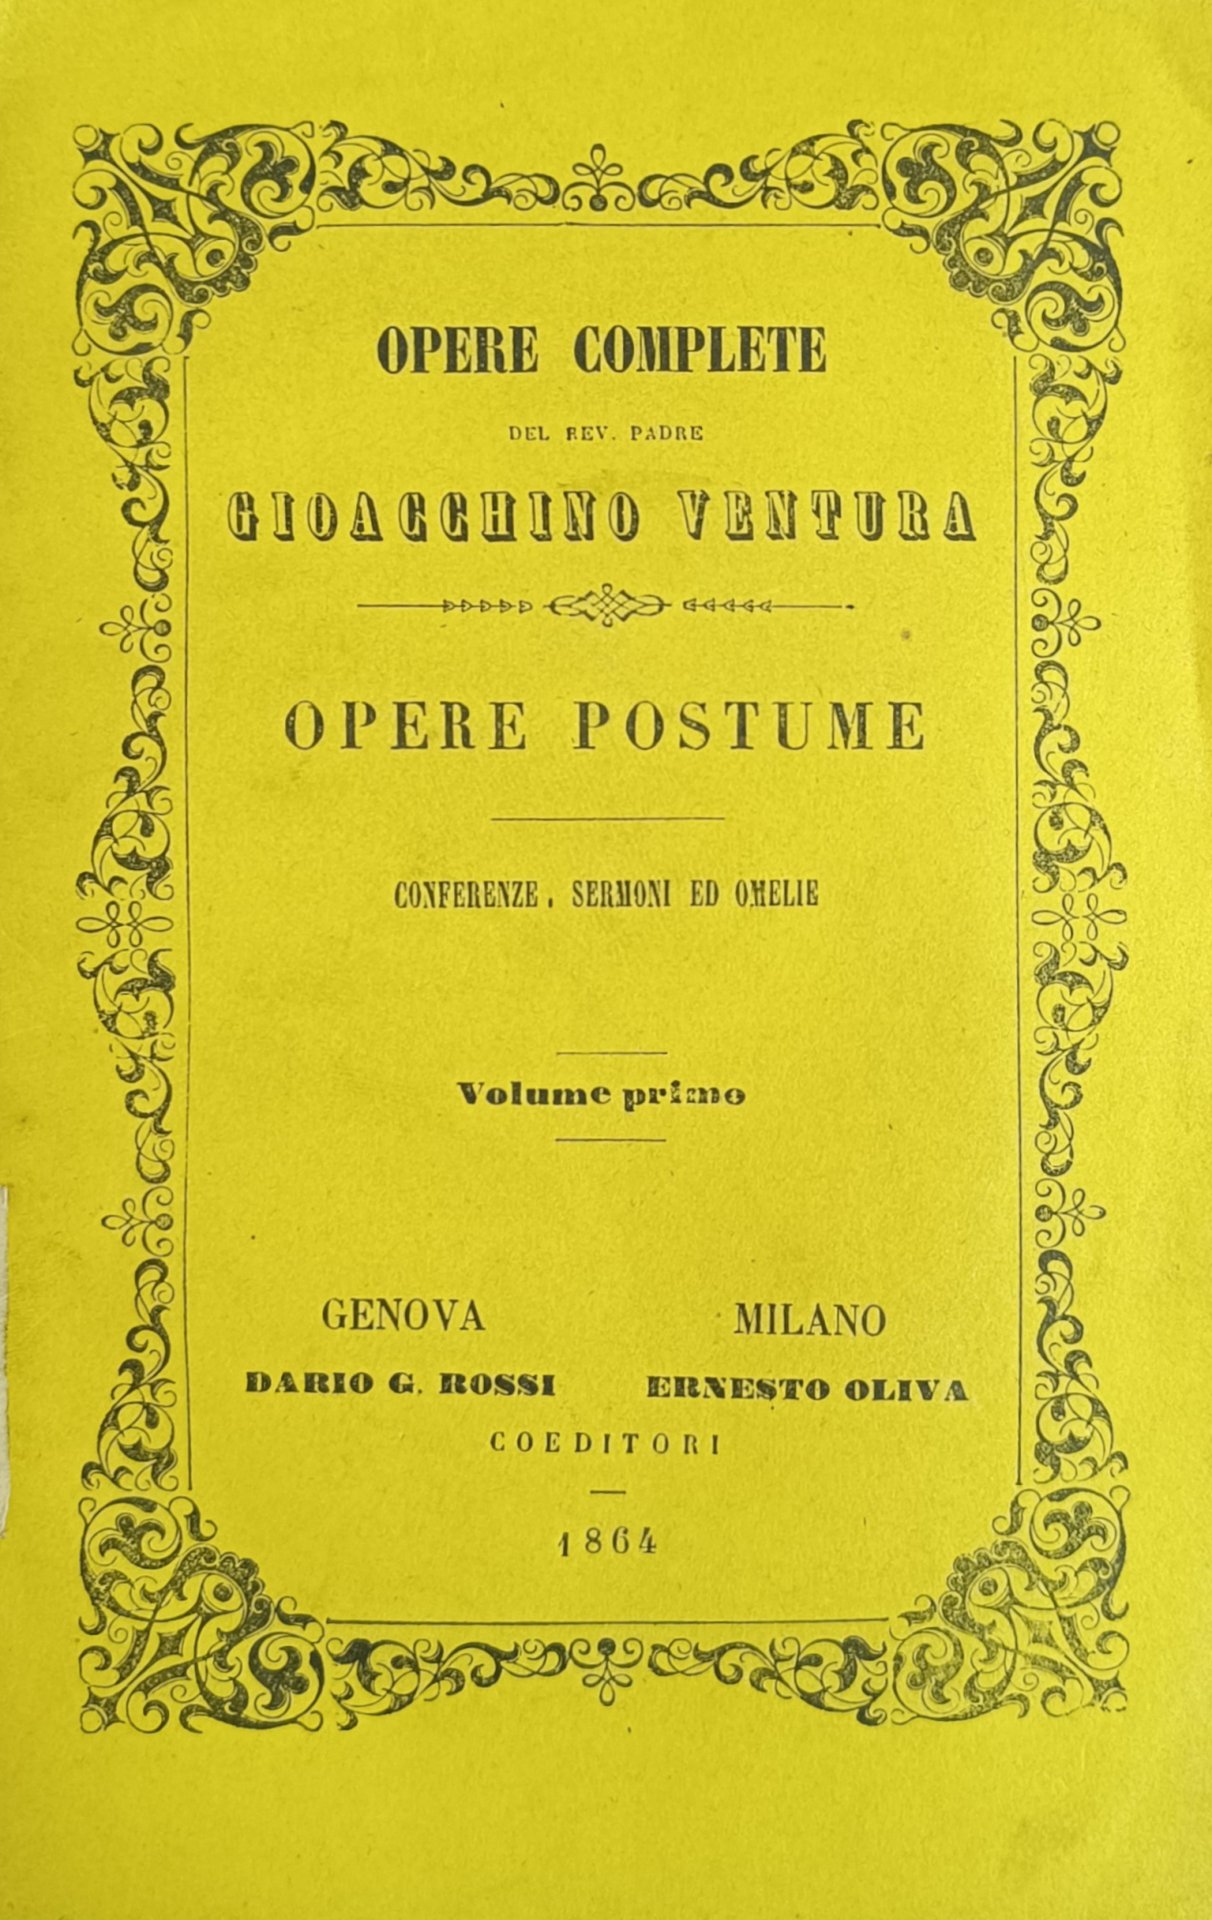 OPERE COMPLETE
DEL REV. PADRE
GIOACCHINO VENTURA
OPERE POSTUME
CONFERENZE, SERMONI ED OMELIE
Volume primo
GENOVA MILANO
DARIO G. ROSSI ERNESTO OLIVA
COEDITORI
1864